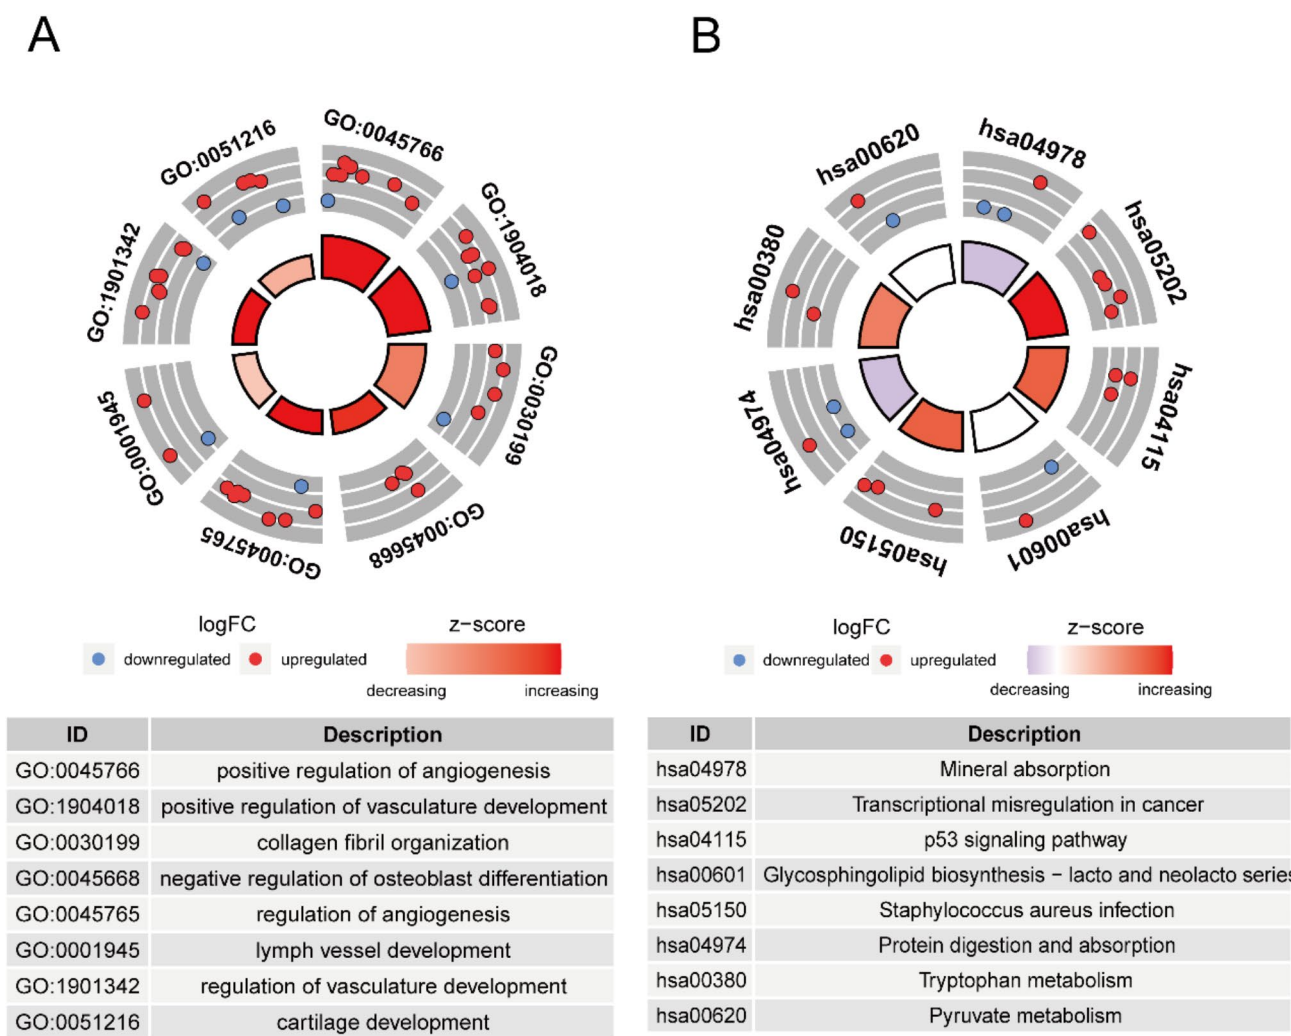 A
GO:0045766
GO:1904018
GO:0030199
GO:0045668
GO:0045765
GO:0001945
GO:1901342
GO:0051216
logFC
downregulated
upregulated
z−score
decreasing
increasing
ID Description
GO:0045766 positive regulation of angiogenesis
GO:1904018 positive regulation of vasculature development
GO:0030199 collagen fibril organization
GO:0045668 negative regulation of osteoblast differentiation
GO:0045765 regulation of angiogenesis
GO:0001945 lymph vessel development
GO:1901342 regulation of vasculature development
GO:0051216 cartilage development
B
hsa04978
hsa05202
hsa04115
hsa00601
hsa05150
hsa04974
hsa00380
hsa00620
logFC
downregulated
upregulated
z−score
decreasing
increasing
ID Description
hsa04978 Mineral absorption
hsa05202 Transcriptional misregulation in cancer
hsa04115 p53 signaling pathway
hsa00601 Glycosphingolipid biosynthesis − lacto and neolacto series
hsa05150 Staphylococcus aureus infection
hsa04974 Protein digestion and absorption
hsa00380 Tryptophan metabolism
hsa00620 Pyruvate metabolism